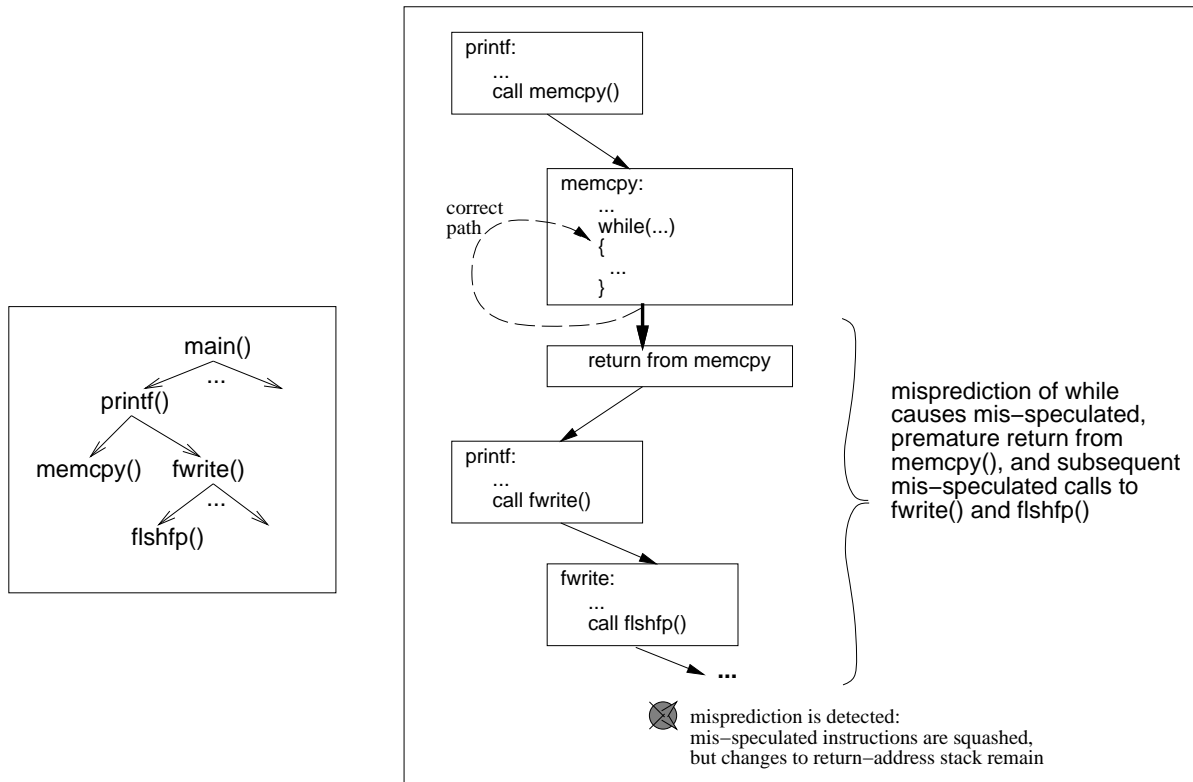 main()
...
printf()
memcpy()
fwrite()
...
flshfp()
printf:
...
call memcpy()
memcpy:
...
while(...)
{
...
}
correct
path
return from memcpy
printf:
...
call fwrite()
fwrite:
...
call flshfp()
...
misprediction of while
causes mis−speculated,
premature return from
memcpy(), and subsequent
mis−speculated calls to
fwrite() and flshfp()
misprediction is detected:
mis−speculated instructions are squashed,
but changes to return−address stack remain